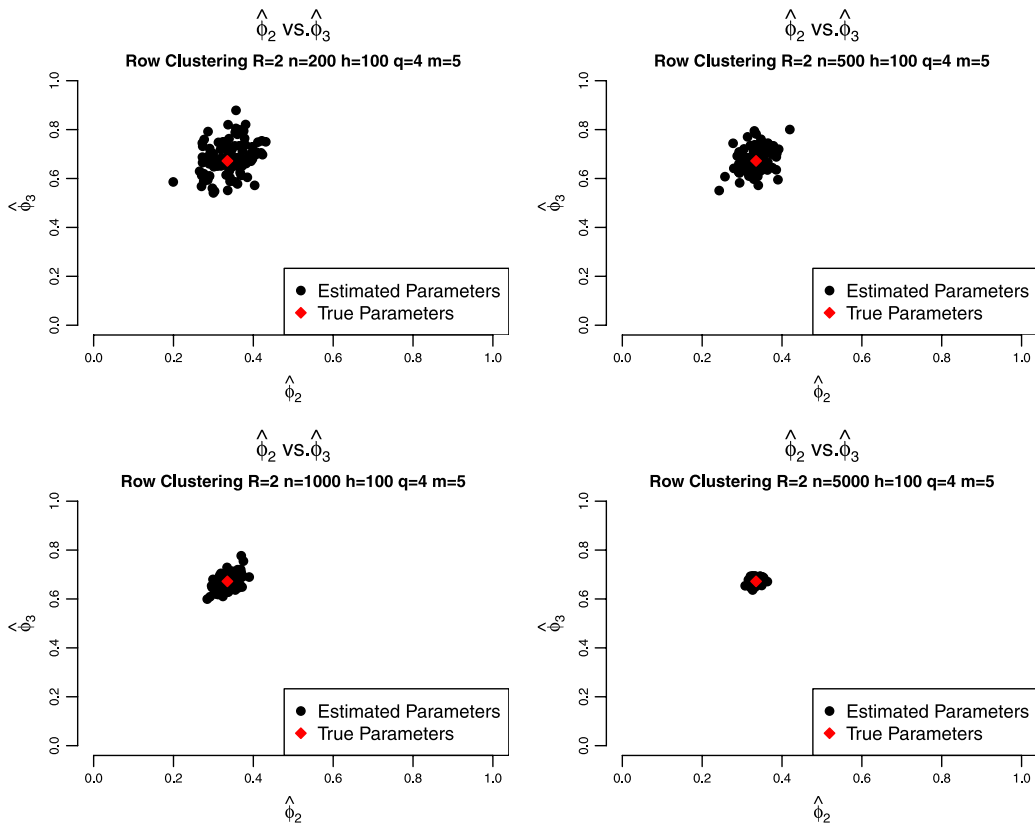 ϕ̂₂ vs.ϕ̂₃
Row Clustering R=2 n=200 h=100 q=4 m=5
1.0
0.8
0.6
0.4
0.2
0.0
ϕ̂₃
Estimated Parameters
True Parameters
0.0 0.2 0.4 0.6 0.8 1.0
ϕ̂₂
ϕ̂₂ vs.ϕ̂₃
Row Clustering R=2 n=500 h=100 q=4 m=5
1.0
0.8
0.6
0.4
0.2
0.0
ϕ̂₃
Estimated Parameters
True Parameters
0.0 0.2 0.4 0.6 0.8 1.0
ϕ̂₂
ϕ̂₂ vs.ϕ̂₃
Row Clustering R=2 n=1000 h=100 q=4 m=5
1.0
0.8
0.6
0.4
0.2
0.0
ϕ̂₃
Estimated Parameters
True Parameters
0.0 0.2 0.4 0.6 0.8 1.0
ϕ̂₂
ϕ̂₂ vs.ϕ̂₃
Row Clustering R=2 n=5000 h=100 q=4 m=5
1.0
0.8
0.6
0.4
0.2
0.0
ϕ̂₃
Estimated Parameters
True Parameters
0.0 0.2 0.4 0.6 0.8 1.0
ϕ̂₂